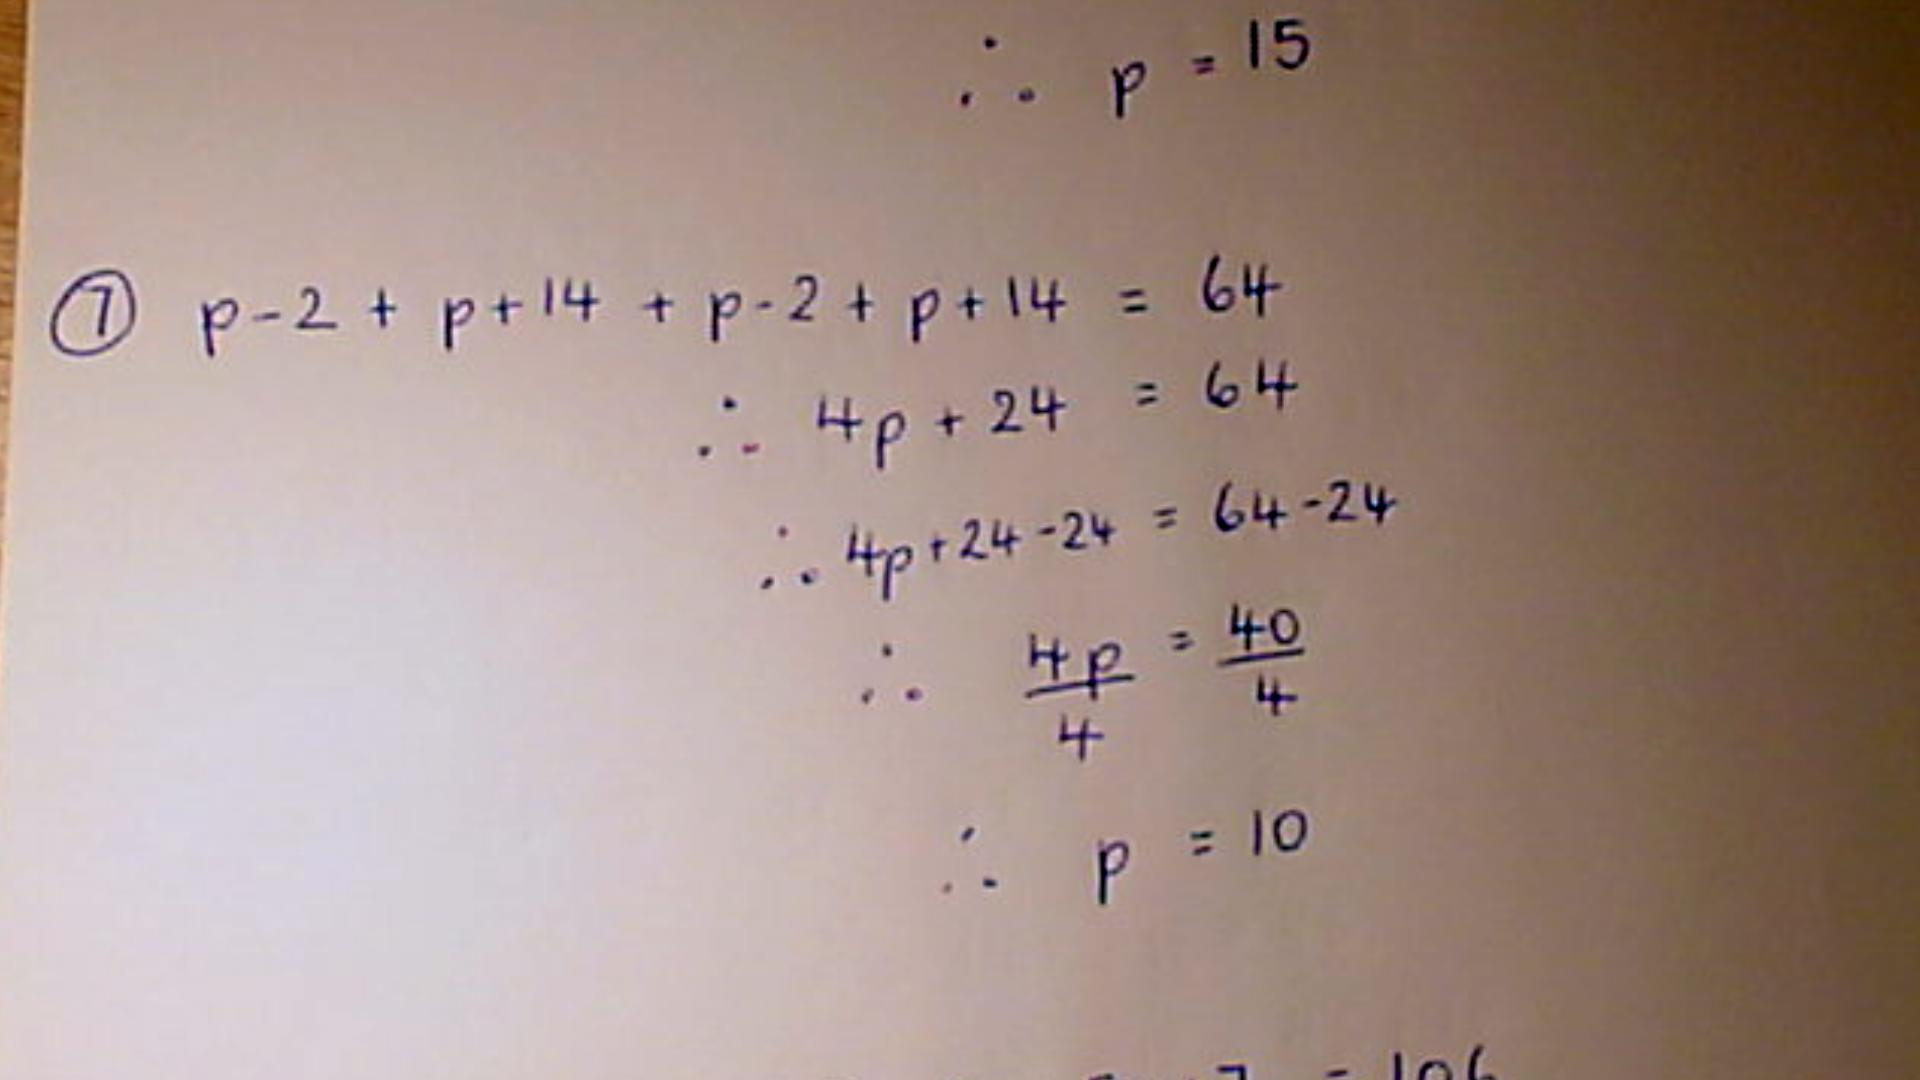 ∴ p = 15
⑦ p-2 + p+14 + p-2 + p+14 = 64
∴ 4p + 24 = 64
∴ 4p+24-24 = 64-24
∴ 4p/4 = 40/4
∴ p = 10
= 106